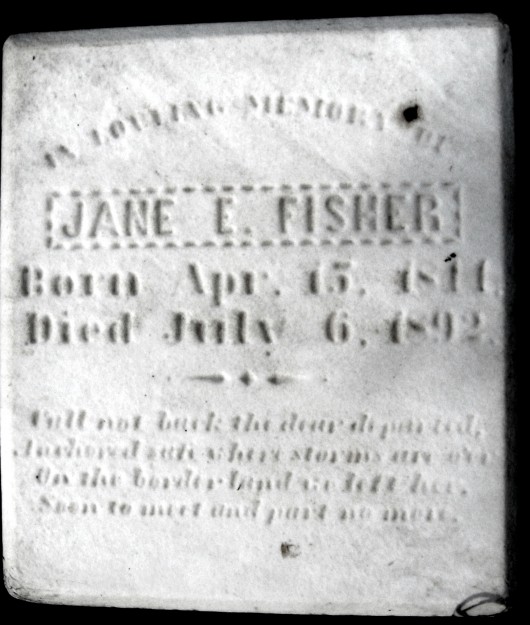 IN LOVING MEMORY OF
JANE E. FISHER
Born Apr. 15, 1811.
Died July 6, 1892.
Call not back the dear departed,
Anchored safe where storms are o'er
On the border land we left her,
Soon to meet and part no more.